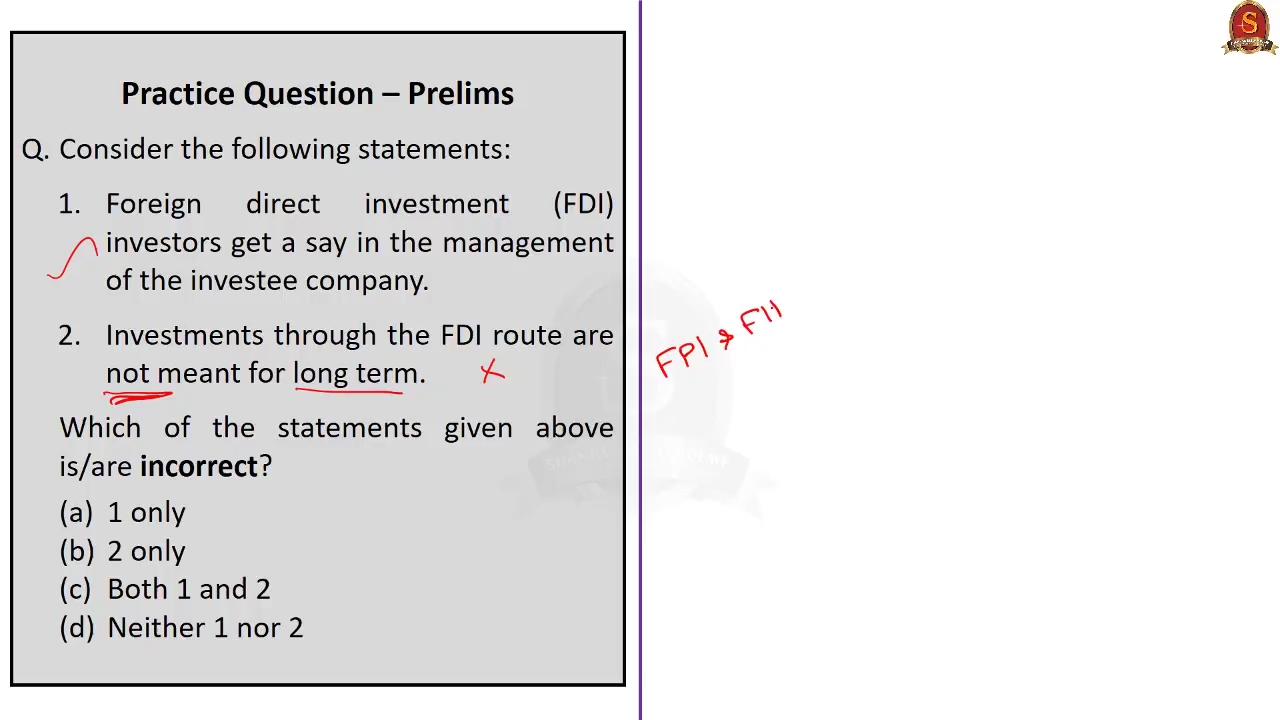 Practice Question – Prelims
Q. Consider the following statements:
1. Foreign direct investment (FDI)
investors get a say in the management
of the investee company.
2. Investments through the FDI route are
not meant for long term.
Which of the statements given above
is/are incorrect?
(a) 1 only
(b) 2 only
(c) Both 1 and 2
(d) Neither 1 nor 2
FPI & FII
S